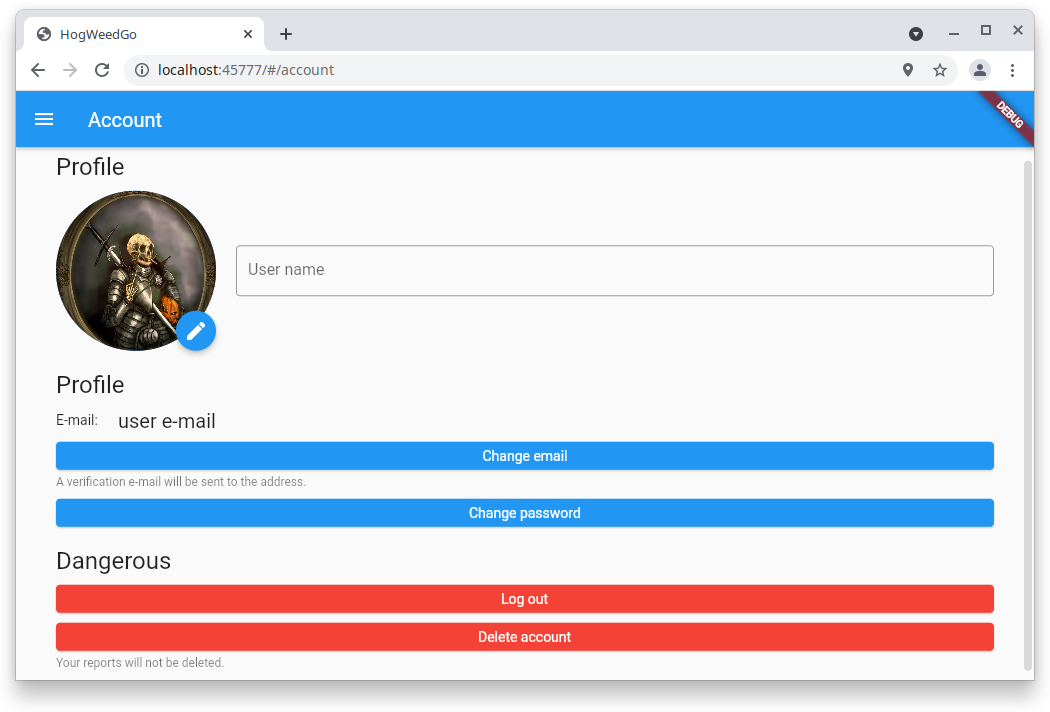 HogWeedGo
localhost:45777/#/account
Account
DEBUG
Profile
User name
Profile
E-mail: user e-mail
Change email
A verification e-mail will be sent to the address.
Change password
Dangerous
Log out
Delete account
Your reports will not be deleted.